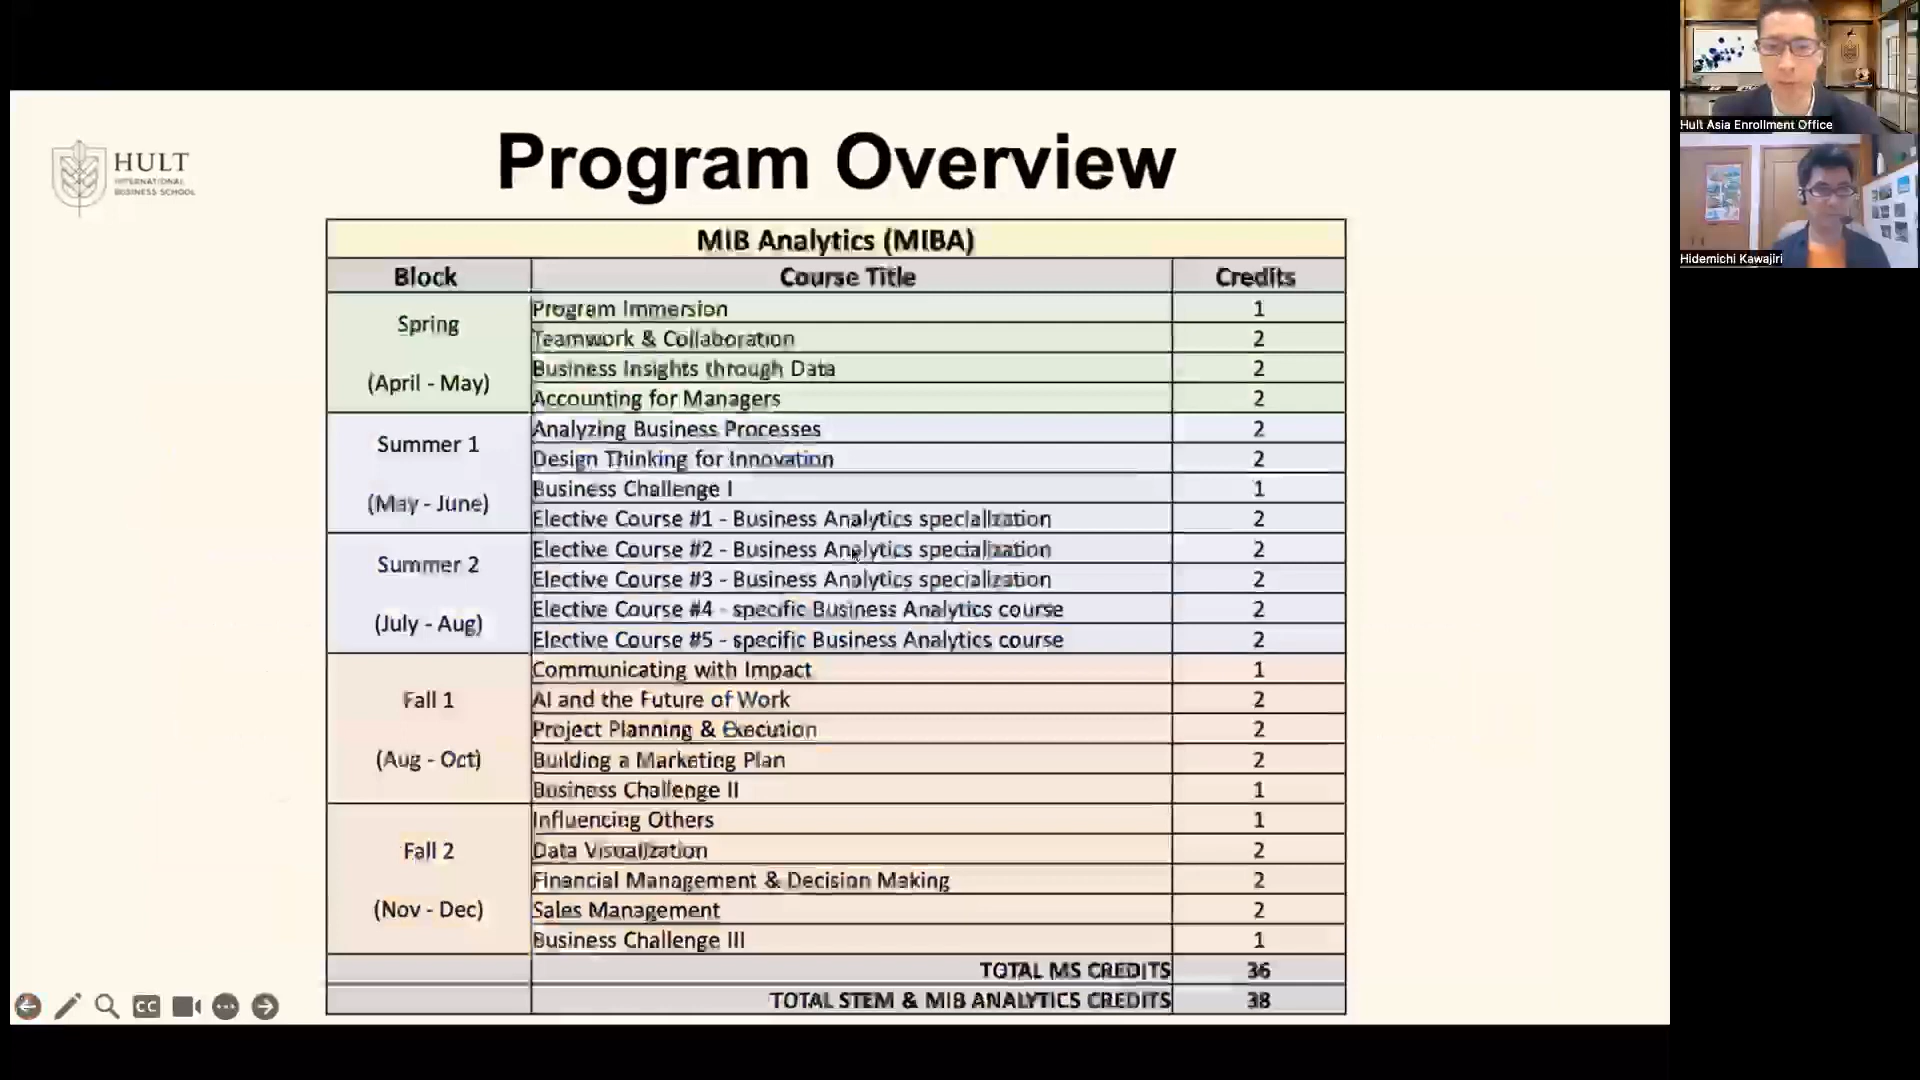 HULT
INTERNATIONAL
BUSINESS SCHOOL
Program Overview
MIB Analytics (MIBA)
Block Course Title Credits
Spring
(April - May)
Program Immersion 1
Teamwork & Collaboration 2
Business Insights through Data 2
Accounting for Managers 2
Summer 1
(May - June)
Analyzing Business Processes 2
Design Thinking for Innovation 2
Business Challenge I 1
Elective Course #1 - Business Analytics specialization 2
Summer 2
(July - Aug)
Elective Course #2 - Business Analytics specialization 2
Elective Course #3 - Business Analytics specialization 2
Elective Course #4 - specific Business Analytics course 2
Elective Course #5 - specific Business Analytics course 2
Fall 1
(Aug - Oct)
Communicating with Impact 1
AI and the Future of Work 2
Project Planning & Execution 2
Building a Marketing Plan 2
Business Challenge II 1
Fall 2
(Nov - Dec)
Influencing Others 1
Data Visualization 2
Financial Management & Decision Making 2
Sales Management 2
Business Challenge III 1
TOTAL MS CREDITS 36
TOTAL STEM & MIB ANALYTICS CREDITS 38
CC
Hult Asia Enrollment Office
Hidemichi Kawajiri